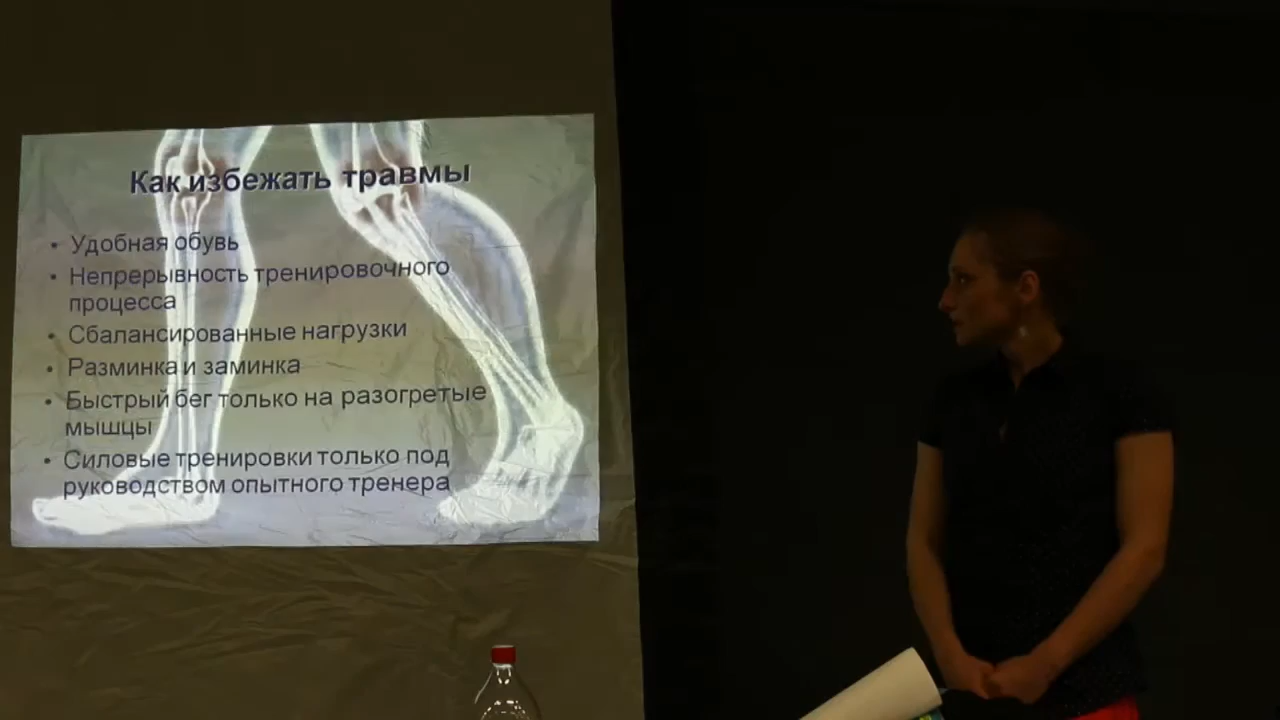 Как избежать травмы
• Удобная обувь
• Непрерывность тренировочного
процесса
• Сбалансированные нагрузки
• Разминка и заминка
• Быстрый бег только на разогретые
мышцы
• Силовые тренировки только под
руководством опытного тренера